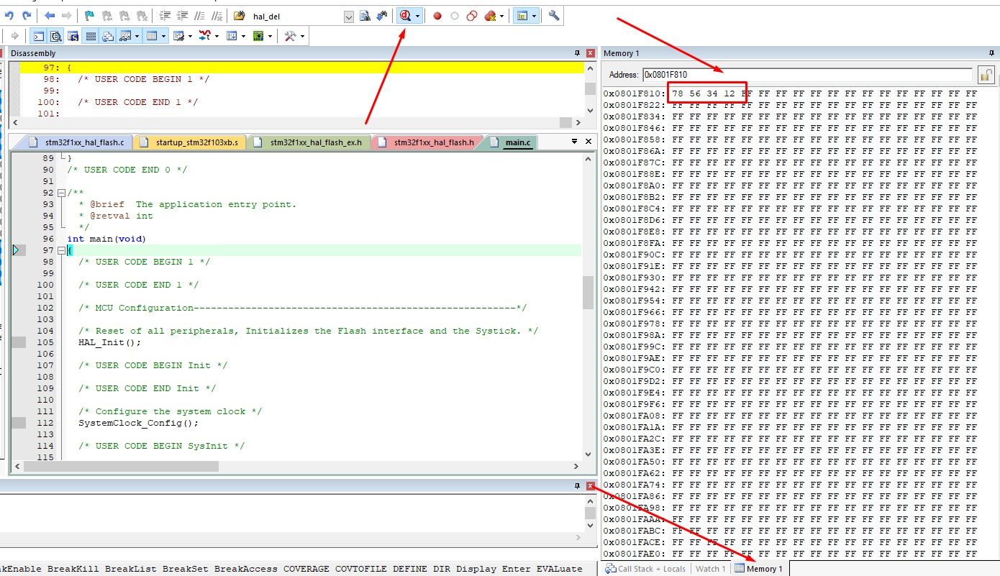 hal_del
Disassembly
97: {
98: /* USER CODE BEGIN 1 */
99:
100: /* USER CODE END 1 */
101:
stm32f1xx_hal_flash.c
startup_stm32f103xb.s
stm32f1xx_hal_flash_ex.h
stm32f1xx_hal_flash.h
main.c
89 }
90 /* USER CODE END 0 */
91
92 /**
93 * @brief The application entry point.
94 * @retval int
95 */
96 int main(void)
97 {
98 /* USER CODE BEGIN 1 */
99
100 /* USER CODE END 1 */
101
102 /* MCU Configuration--------------------------------------------------------*/
103
104 /* Reset of all peripherals, Initializes the Flash interface and the Systick. */
105 HAL_Init();
106
107 /* USER CODE BEGIN Init */
108
109 /* USER CODE END Init */
110
111 /* Configure the system clock */
112 SystemClock_Config();
113
114 /* USER CODE BEGIN SysInit */
115
BreakKill BreakList BreakSet BreakAccess COVERAGE COVTOFILE DEFINE DIR Display Enter EVALuate
Memory 1
Address: 0x0801F810
0x0801F810: 78 56 34 12 FF FF FF FF FF FF FF FF FF FF FF FF FF FF
0x0801F822: FF FF FF FF FF FF FF FF FF FF FF FF FF FF FF FF FF FF
0x0801F834: FF FF FF FF FF FF FF FF FF FF FF FF FF FF FF FF FF FF
0x0801F846: FF FF FF FF FF FF FF FF FF FF FF FF FF FF FF FF FF FF
0x0801F858: FF FF FF FF FF FF FF FF FF FF FF FF FF FF FF FF FF FF
0x0801F86A: FF FF FF FF FF FF FF FF FF FF FF FF FF FF FF FF FF FF
0x0801F87C: FF FF FF FF FF FF FF FF FF FF FF FF FF FF FF FF FF FF
0x0801F88E: FF FF FF FF FF FF FF FF FF FF FF FF FF FF FF FF FF FF
0x0801F8A0: FF FF FF FF FF FF FF FF FF FF FF FF FF FF FF FF FF FF
0x0801F8B2: FF FF FF FF FF FF FF FF FF FF FF FF FF FF FF FF FF FF
0x0801F8C4: FF FF FF FF FF FF FF FF FF FF FF FF FF FF FF FF FF FF
0x0801F8D6: FF FF FF FF FF FF FF FF FF FF FF FF FF FF FF FF FF FF
0x0801F8E8: FF FF FF FF FF FF FF FF FF FF FF FF FF FF FF FF FF FF
0x0801F8FA: FF FF FF FF FF FF FF FF FF FF FF FF FF FF FF FF FF FF
0x0801F90C: FF FF FF FF FF FF FF FF FF FF FF FF FF FF FF FF FF FF
0x0801F91E: FF FF FF FF FF FF FF FF FF FF FF FF FF FF FF FF FF FF
0x0801F930: FF FF FF FF FF FF FF FF FF FF FF FF FF FF FF FF FF FF
0x0801F942: FF FF FF FF FF FF FF FF FF FF FF FF FF FF FF FF FF FF
0x0801F954: FF FF FF FF FF FF FF FF FF FF FF FF FF FF FF FF FF FF
0x0801F966: FF FF FF FF FF FF FF FF FF FF FF FF FF FF FF FF FF FF
0x0801F978: FF FF FF FF FF FF FF FF FF FF FF FF FF FF FF FF FF FF
0x0801F98A: FF FF FF FF FF FF FF FF FF FF FF FF FF FF FF FF FF FF
0x0801F99C: FF FF FF FF FF FF FF FF FF FF FF FF FF FF FF FF FF FF
0x0801F9AE: FF FF FF FF FF FF FF FF FF FF FF FF FF FF FF FF FF FF
0x0801F9C0: FF FF FF FF FF FF FF FF FF FF FF FF FF FF FF FF FF FF
0x0801F9D2: FF FF FF FF FF FF FF FF FF FF FF FF FF FF FF FF FF FF
0x0801F9E4: FF FF FF FF FF FF FF FF FF FF FF FF FF FF FF FF FF FF
0x0801F9F6: FF FF FF FF FF FF FF FF FF FF FF FF FF FF FF FF FF FF
0x0801FA08: FF FF FF FF FF FF FF FF FF FF FF FF FF FF FF FF FF FF
0x0801FA1A: FF FF FF FF FF FF FF FF FF FF FF FF FF FF FF FF FF FF
0x0801FA2C: FF FF FF FF FF FF FF FF FF FF FF FF FF FF FF FF FF FF
0x0801FA3E: FF FF FF FF FF FF FF FF FF FF FF FF FF FF FF FF FF FF
0x0801FA50: FF FF FF FF FF FF FF FF FF FF FF FF FF FF FF FF FF FF
0x0801FA62: FF FF FF FF FF FF FF FF FF FF FF FF FF FF FF FF FF FF
0x0801FA74: FF FF FF FF FF FF FF FF FF FF FF FF FF FF FF FF FF FF
0x0801FA86: FF FF FF FF FF FF FF FF FF FF FF FF FF FF FF FF FF FF
0x0801FA98: FF FF FF FF FF FF FF FF FF FF FF FF FF FF FF FF FF FF
0x0801FAAA: FF FF FF FF FF FF FF FF FF FF FF FF FF FF FF FF FF FF
0x0801FABC: FF FF FF FF FF FF FF FF FF FF FF FF FF FF FF FF FF FF
0x0801FACE: FF FF FF FF FF FF FF FF FF FF FF FF FF FF FF FF FF FF
0x0801FAE0: FF FF FF FF FF FF FF FF FF FF FF FF FF FF FF FF FF FF
Call Stack + Locals
Watch 1
Memory 1